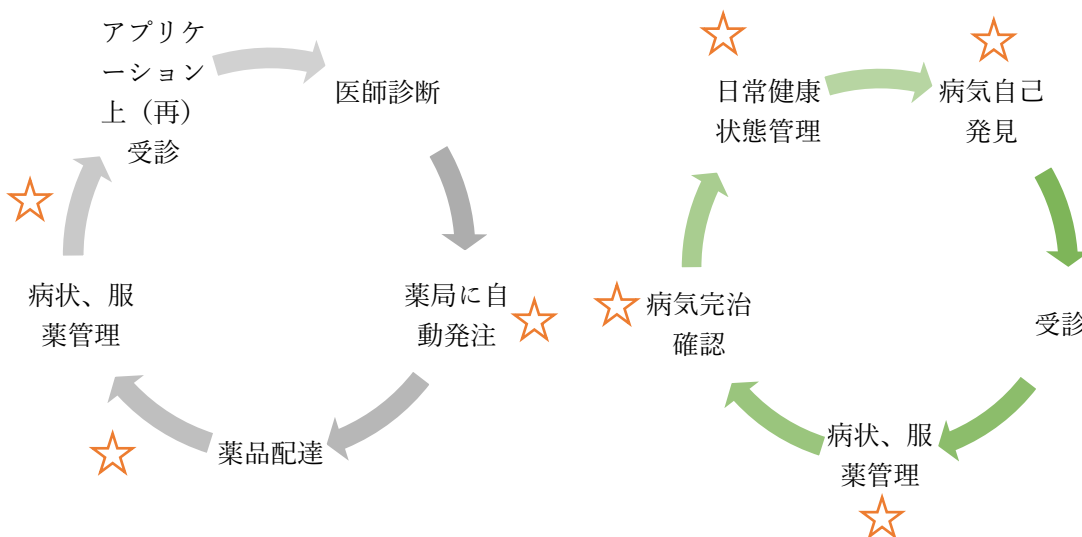 アプリケ
ーション
上（再）
受診
医師診断
薬局に自
動発注
薬品配達
病状、服
薬管理
日常健康
状態管理
病気自己
発見
受診
病状、服
薬管理
病気完治
確認